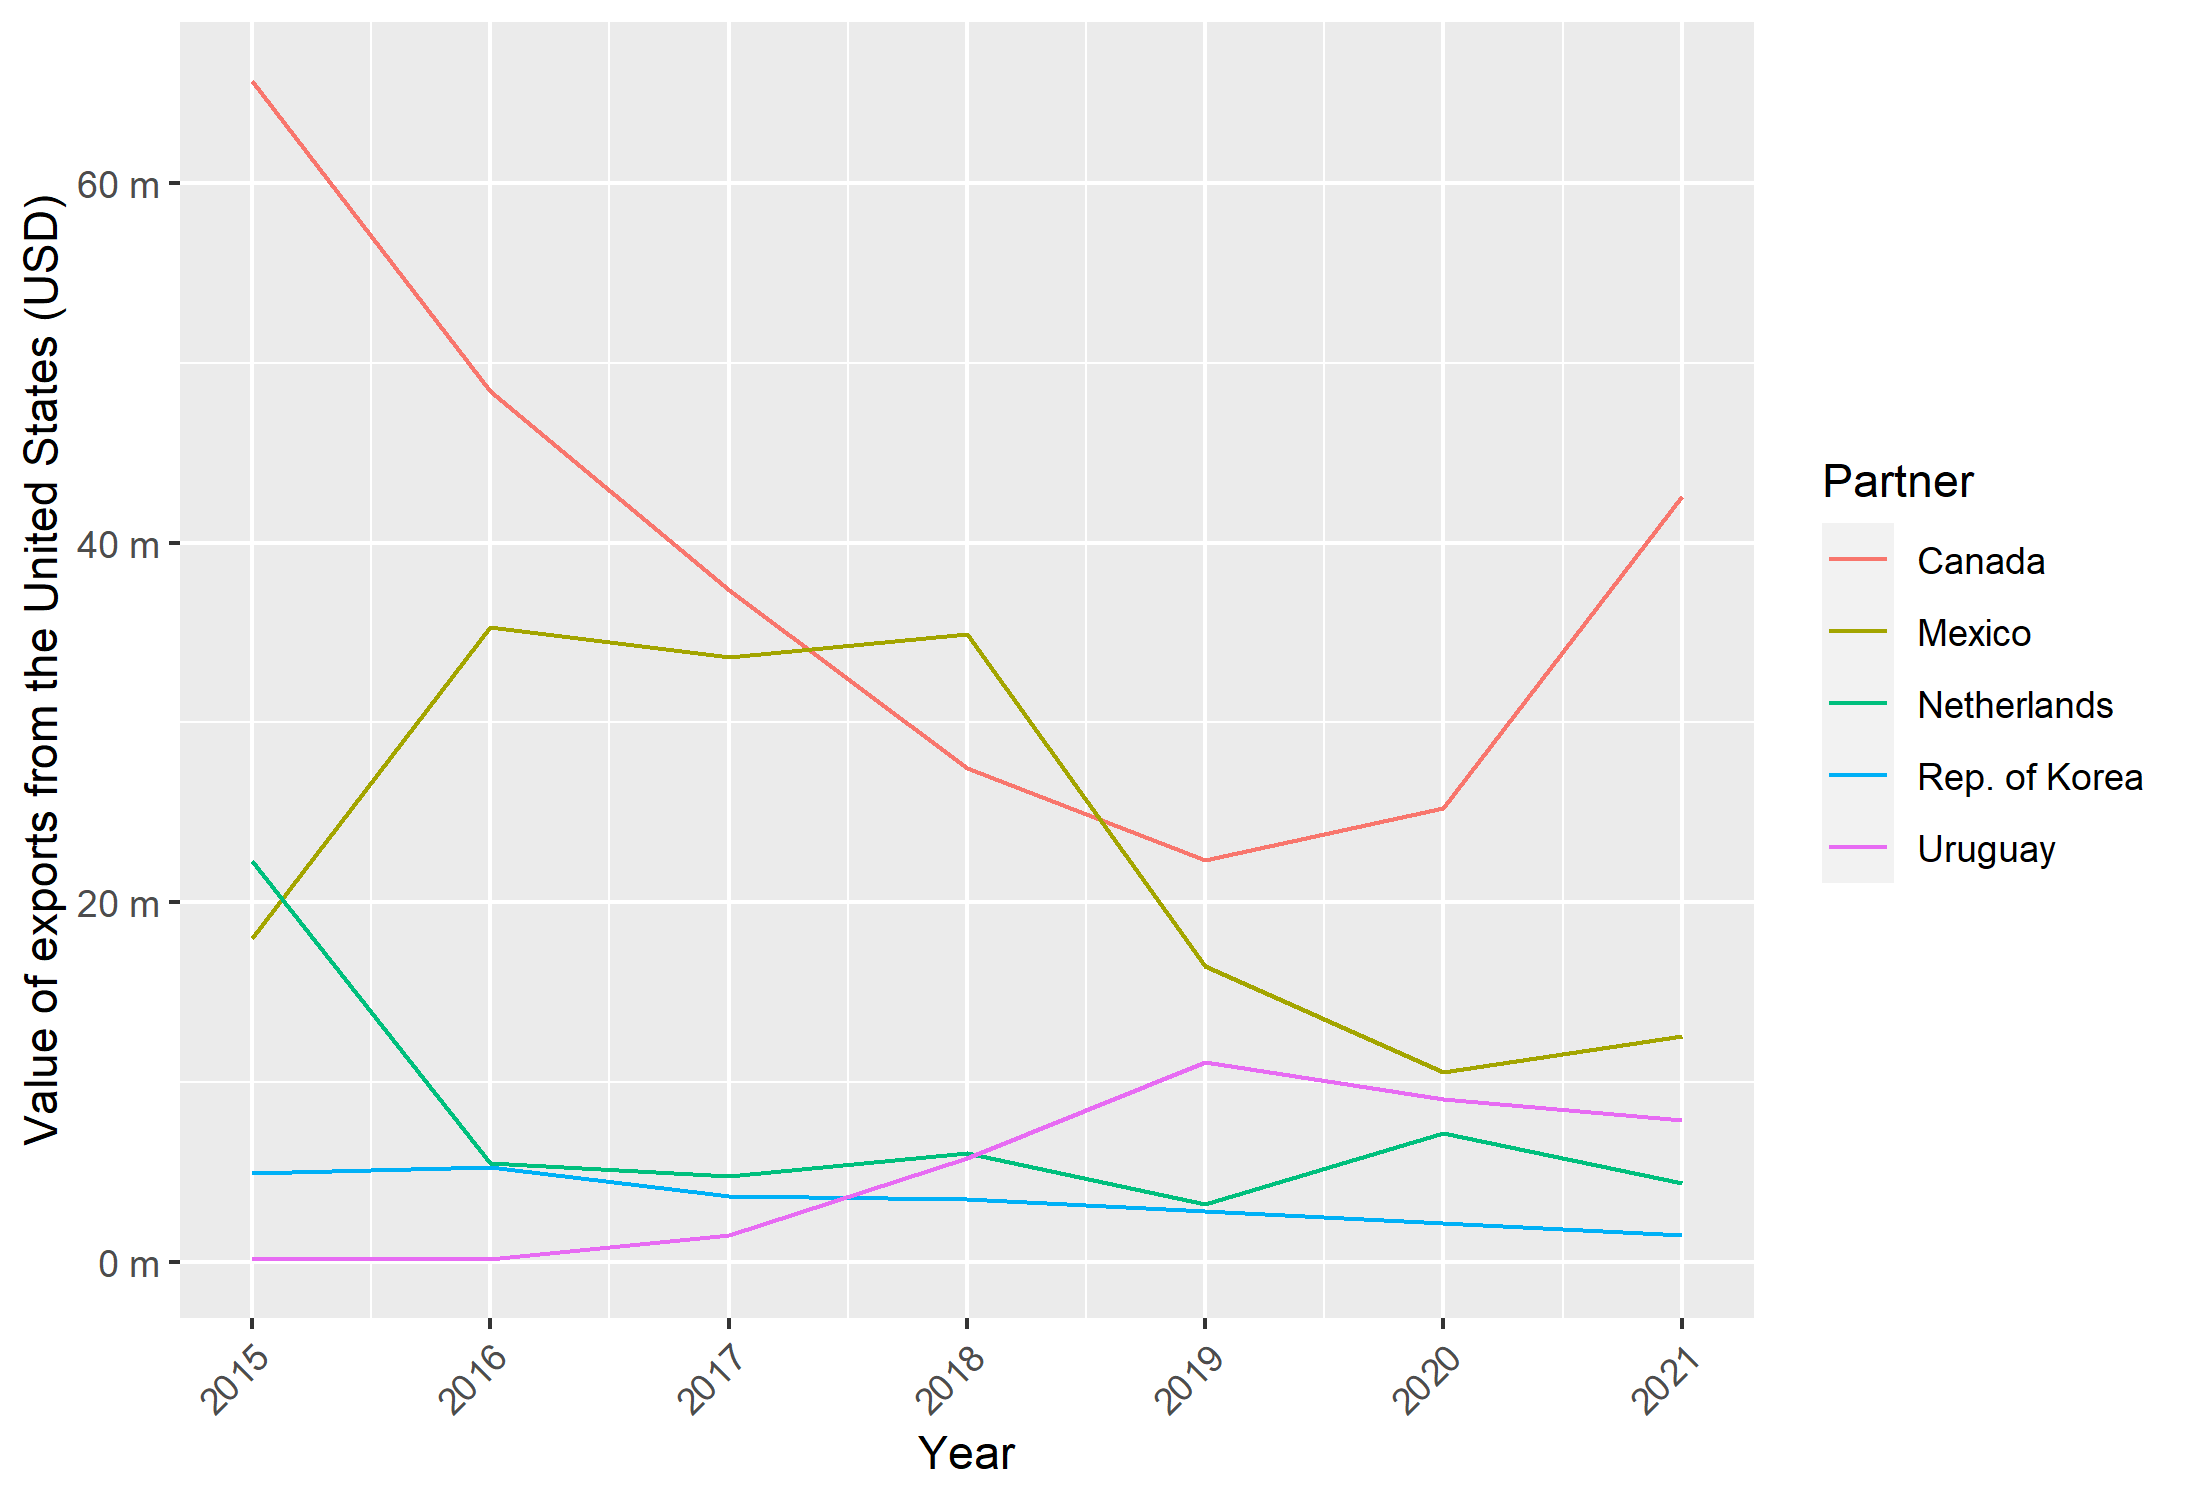 Value of exports from the United States (USD)
60 m
40 m
20 m
0 m
2015
2016
2017
2018
2019
2020
2021
Year
Partner
Canada
Mexico
Netherlands
Rep. of Korea
Uruguay